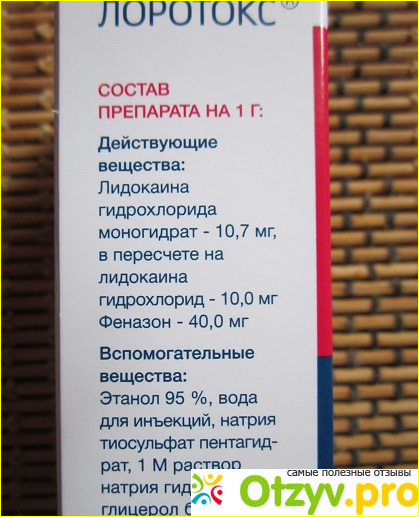 ЛОРОТОКС®
СОСТАВ
ПРЕПАРАТА НА 1 Г:
Действующие
вещества:
Лидокаина
гидрохлорида
моногидрат - 10,7 мг,
в пересчете на
лидокаина
гидрохлорид - 10,0 мг
Феназон - 40,0 мг
Вспомогательные
вещества:
Этанол 95 %, вода
для инъекций, натрия
тиосульфат пентагид-
рат, 1 М раствор
натрия
глицерол
самые полезные отзывы
Otzyv.pro